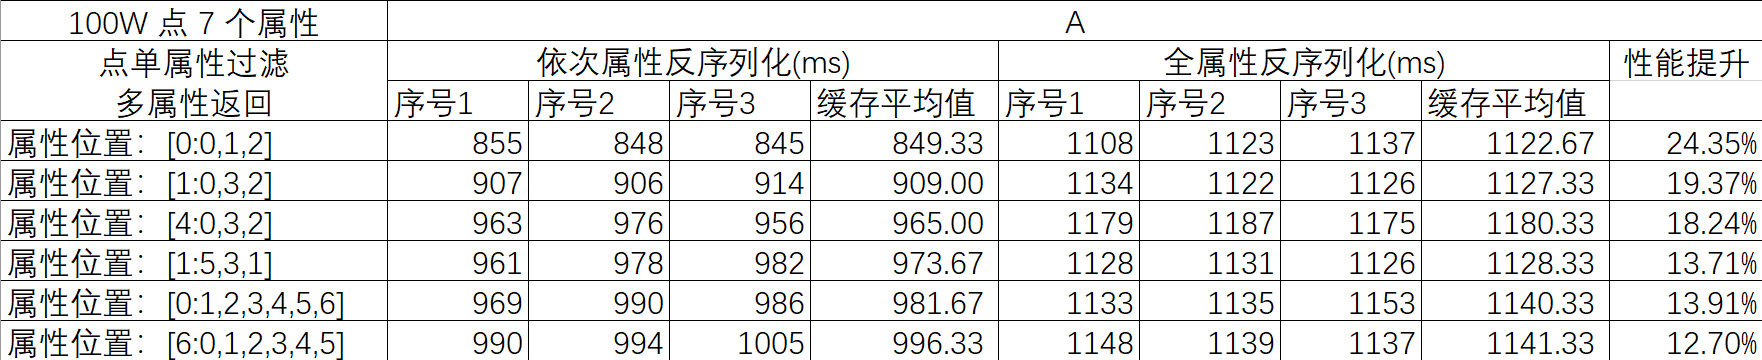 100W 点 7 个属性 A
点单属性过滤 依次属性反序列化(ms) 全属性反序列化(ms) 性能提升
多属性返回 序号1 序号2 序号3 缓存平均值 序号1 序号2 序号3 缓存平均值
属性位置：[0:0,1,2] 855 848 845 849.33 1108 1123 1137 1122.67 24.35%
属性位置：[1:0,3,2] 907 906 914 909.00 1134 1122 1126 1127.33 19.37%
属性位置：[4:0,3,2] 963 976 956 965.00 1179 1187 1175 1180.33 18.24%
属性位置：[1:5,3,1] 961 978 982 973.67 1128 1131 1126 1128.33 13.71%
属性位置：[0:1,2,3,4,5,6] 969 990 986 981.67 1133 1135 1153 1140.33 13.91%
属性位置：[6:0,1,2,3,4,5] 990 994 1005 996.33 1148 1139 1137 1141.33 12.70%